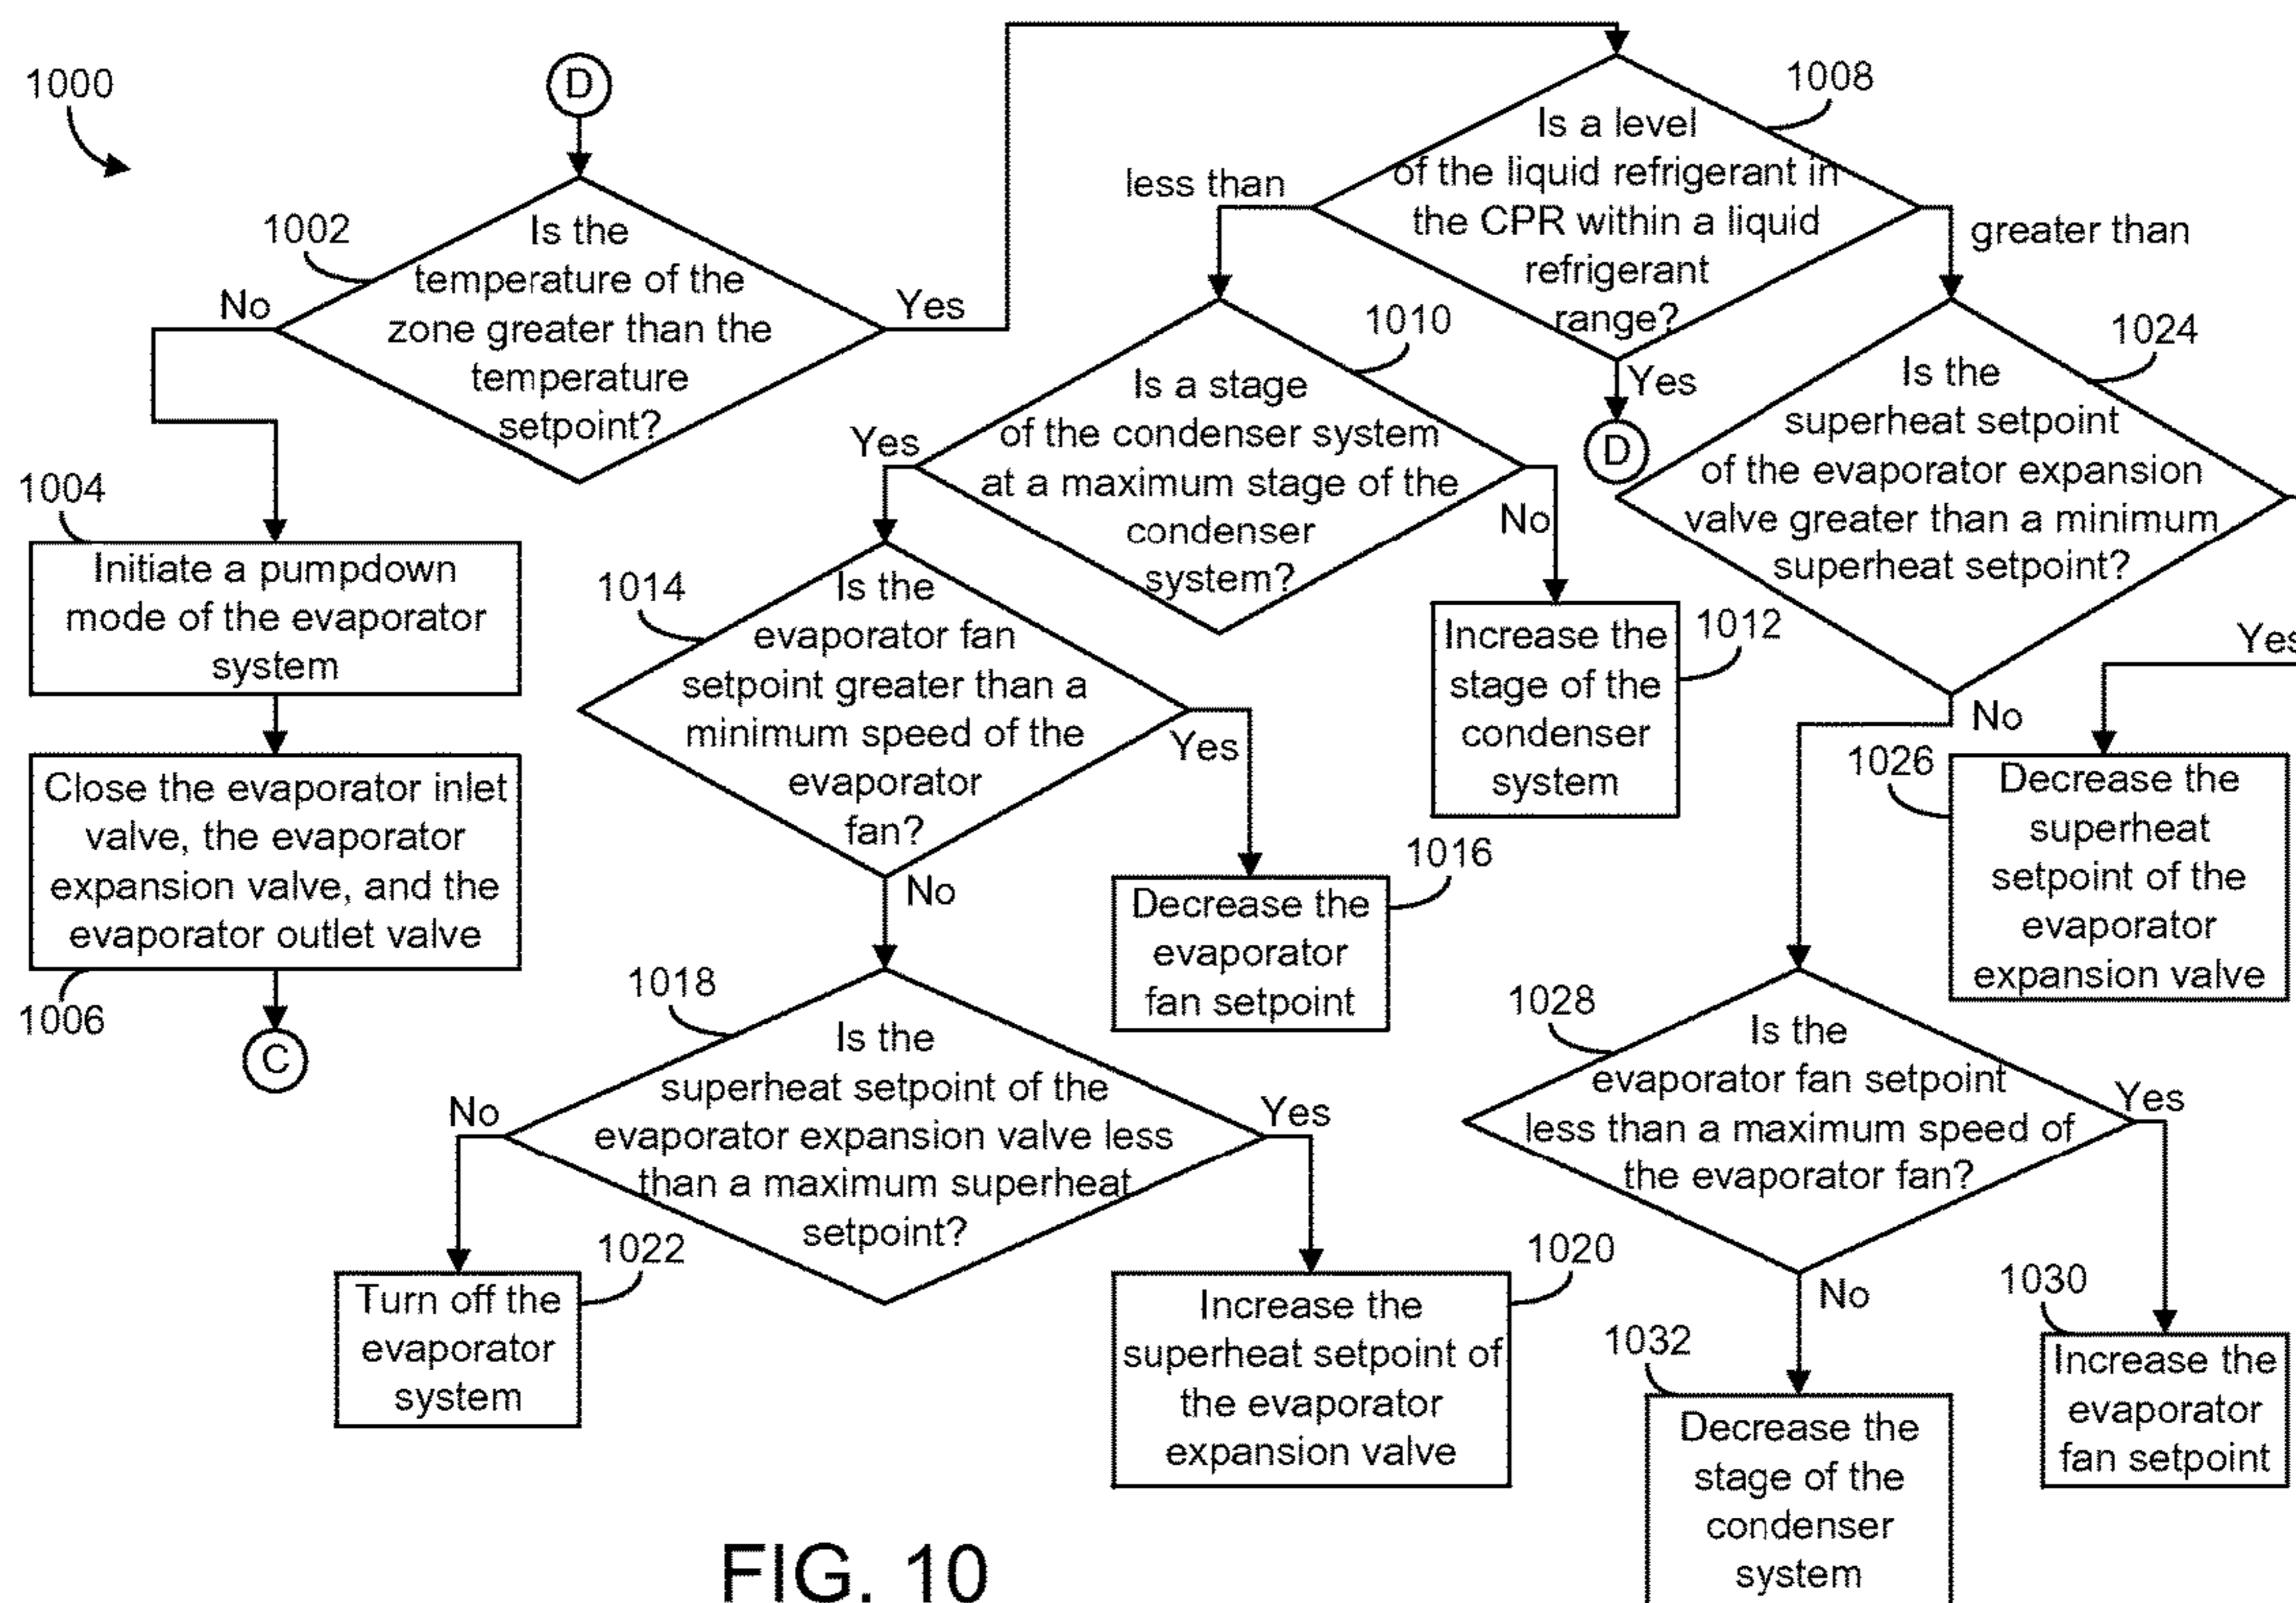 1000
D
1002
Is the
temperature of the
zone greater than the
temperature
setpoint?
No
Yes
1004
Initiate a pumpdown
mode of the evaporator
system
Close the evaporator inlet
valve, the evaporator
expansion valve, and the
evaporator outlet valve
1006
C
1008
Is a level
of the liquid refrigerant in
the CPR within a liquid
refrigerant
range?
less than
greater than
Yes
D
1010
Is a stage
of the condenser system
at a maximum stage of the
condenser
system?
Yes
No
Increase the
stage of the
condenser
system
1012
1014
Is the
evaporator fan
setpoint greater than a
minimum speed of the
evaporator
fan?
Yes
No
1016
Decrease the
evaporator
fan setpoint
1018
Is the
superheat setpoint of the
evaporator expansion valve less
than a maximum superheat
setpoint?
No
Yes
1022
Turn off the
evaporator
system
1020
Increase the
superheat setpoint of
the evaporator
expansion valve
1024
Is the
superheat setpoint
of the evaporator expansion
valve greater than a minimum
superheat setpoint?
Yes
No
1026
Decrease the
superheat
setpoint of the
evaporator
expansion valve
1028
Is the
evaporator fan setpoint
less than a maximum speed of
the evaporator fan?
Yes
No
1030
Increase the
evaporator
fan setpoint
1032
Decrease the
stage of the
condenser
system
FIG. 10